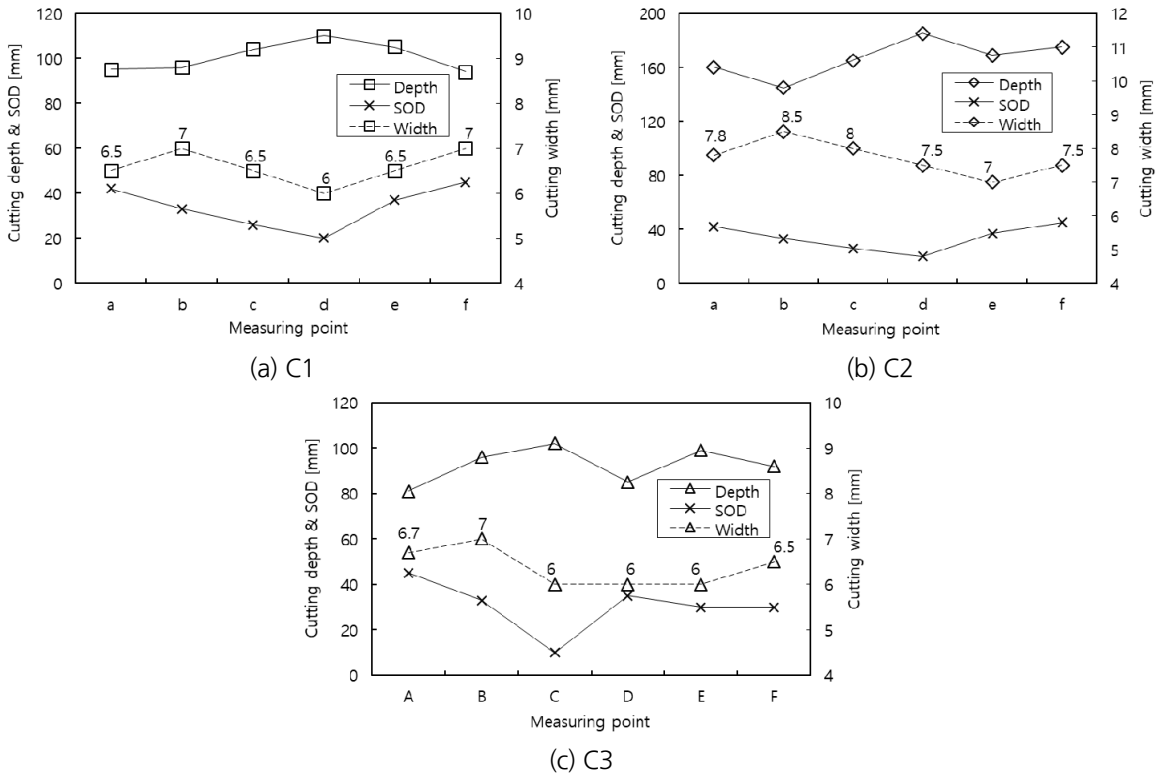 120
100
80
60
40
20
0
Cutting depth & SOD [mm]
10
9
8
7
6
5
4
Cutting width [mm]
Depth
SOD
Width
6.5
7
6.5
6
6.5
7
a b c d e f
Measuring point
(a) C1
200
160
120
80
40
0
Cutting depth & SOD [mm]
12
11
10
9
8
7
6
5
4
Cutting width [mm]
Depth
SOD
Width
7.8
8.5
8
7.5
7
7.5
a b c d e f
Measuring point
(b) C2
120
100
80
60
40
20
0
Cutting depth & SOD [mm]
10
9
8
7
6
5
4
Cutting width [mm]
Depth
SOD
Width
6.7
7
6
6
6
6.5
A B C D E F
Measuring point
(c) C3